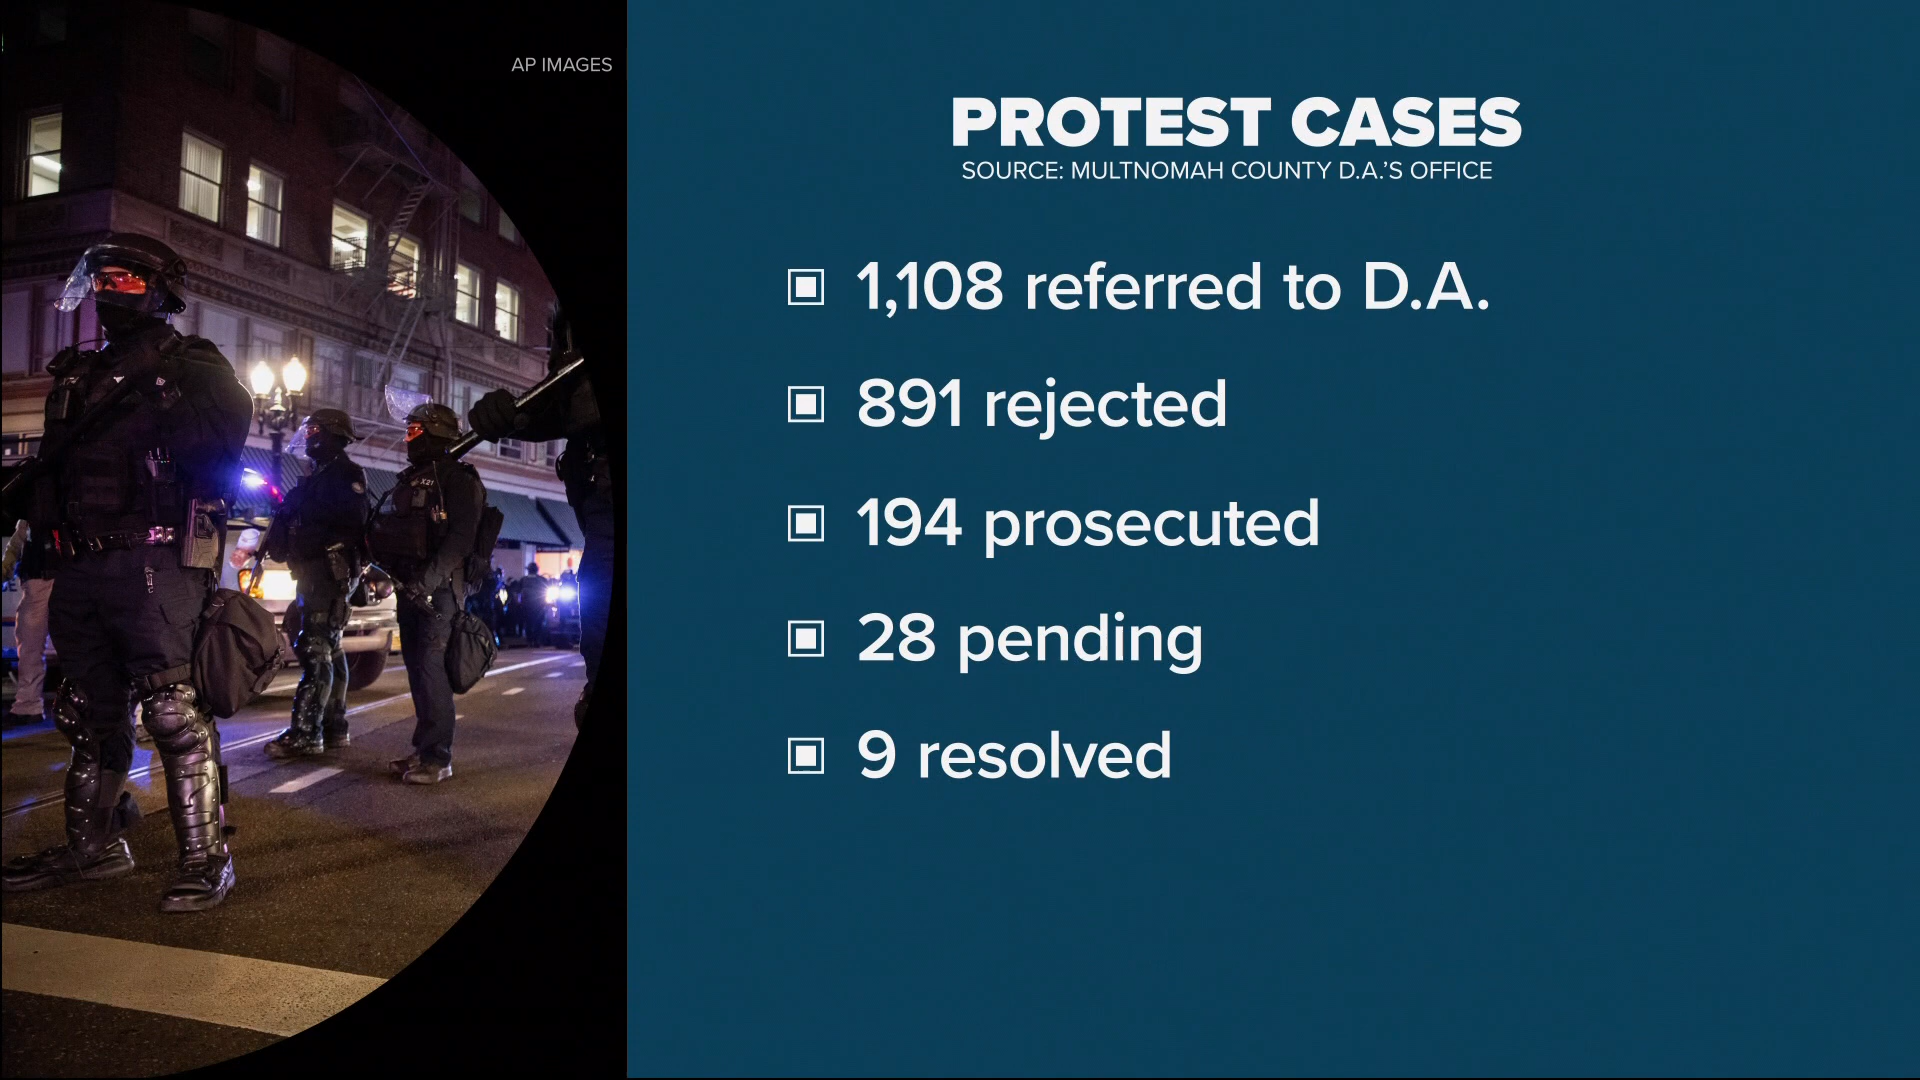 AP IMAGES
PROTEST CASES
SOURCE: MULTNOMAH COUNTY D.A.'S OFFICE
1,108 referred to D.A.
891 rejected
194 prosecuted
28 pending
9 resolved
X21